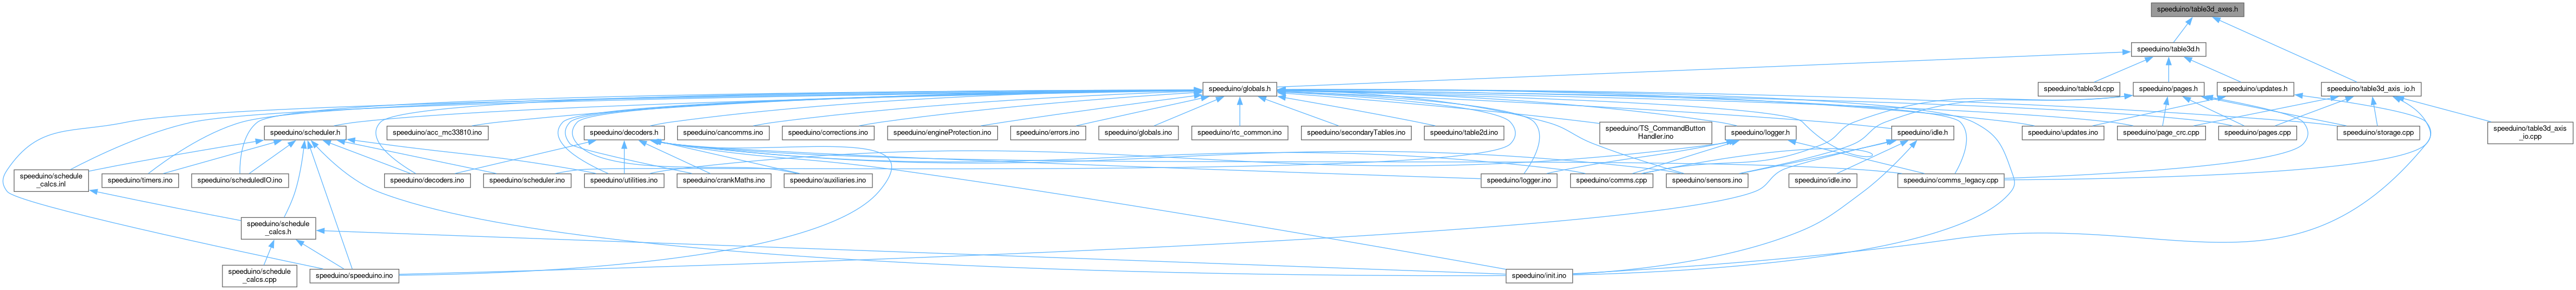 speeduino/table3d_axes.h
speeduino/table3d.h
speeduino/globals.h
speeduino/table3d.cpp
speeduino/pages.h
speeduino/updates.h
speeduino/table3d_axis_io.h
speeduino/scheduler.h
speeduino/acc_mc33810.ino
speeduino/decoders.h
speeduino/cancomms.ino
speeduino/corrections.ino
speeduino/engineProtection.ino
speeduino/errors.ino
speeduino/globals.ino
speeduino/rtc_common.ino
speeduino/secondaryTables.ino
speeduino/table2d.ino
speeduino/TS_CommandButton
Handler.ino
speeduino/logger.h
speeduino/idle.h
speeduino/updates.ino
speeduino/page_crc.cpp
speeduino/pages.cpp
speeduino/storage.cpp
speeduino/table3d_axis
_io.cpp
speeduino/schedule
_calcs.inl
speeduino/timers.ino
speeduino/scheduledIO.ino
speeduino/decoders.ino
speeduino/scheduler.ino
speeduino/utilities.ino
speeduino/crankMaths.ino
speeduino/auxiliaries.ino
speeduino/logger.ino
speeduino/comms.cpp
speeduino/sensors.ino
speeduino/idle.ino
speeduino/comms_legacy.cpp
speeduino/schedule
_calcs.h
speeduino/schedule
_calcs.cpp
speeduino/speeduino.ino
speeduino/init.ino